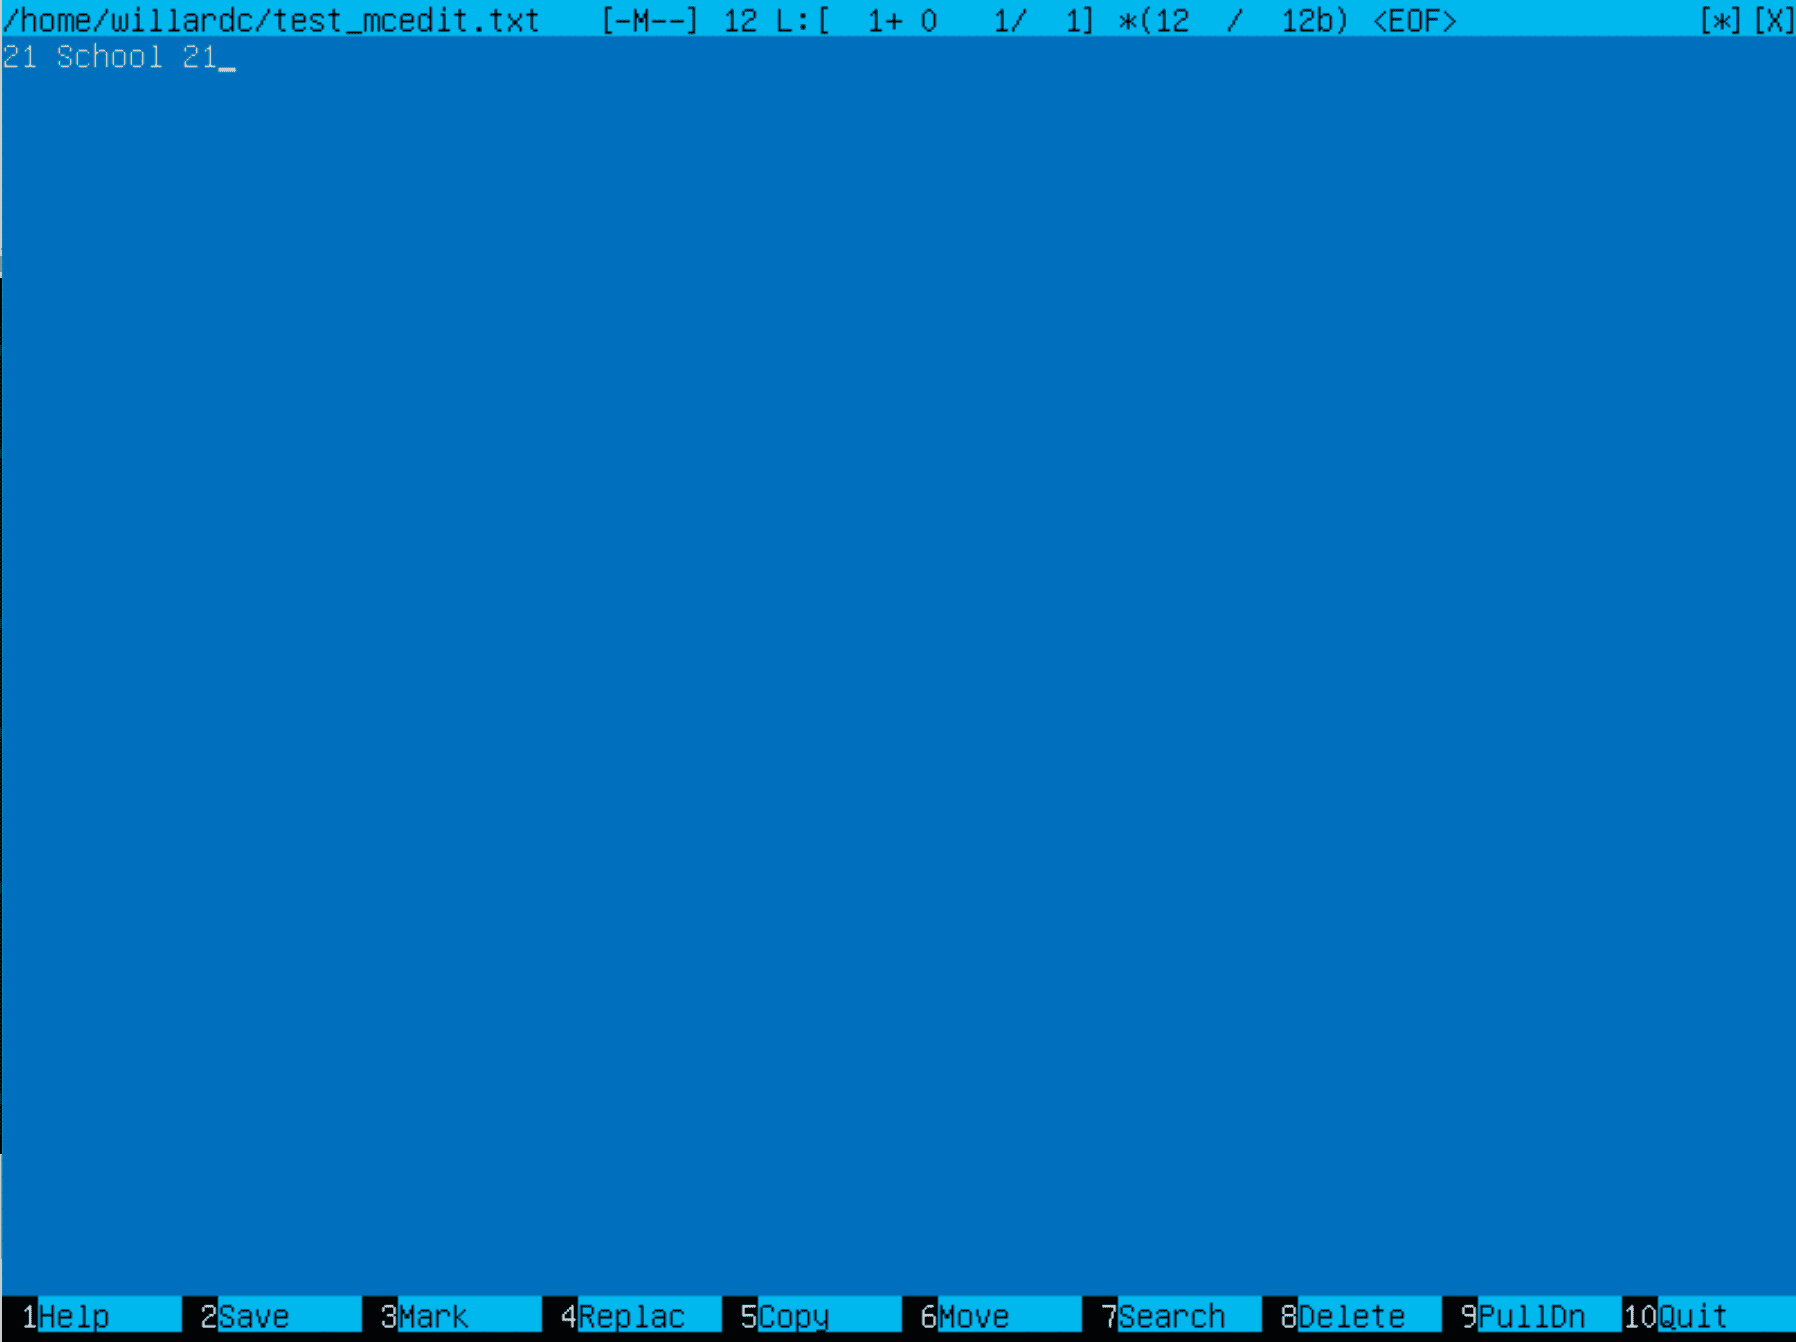 /home/willardc/test_mcedit.txt   [-M--] 12 L:[  1+ 0   1/  1] *(12  /  12b) <EOF>   [*][X]
21 School 21_
1Help 2Save 3Mark 4Replac 5Copy 6Move 7Search 8Delete 9PullDn 10Quit